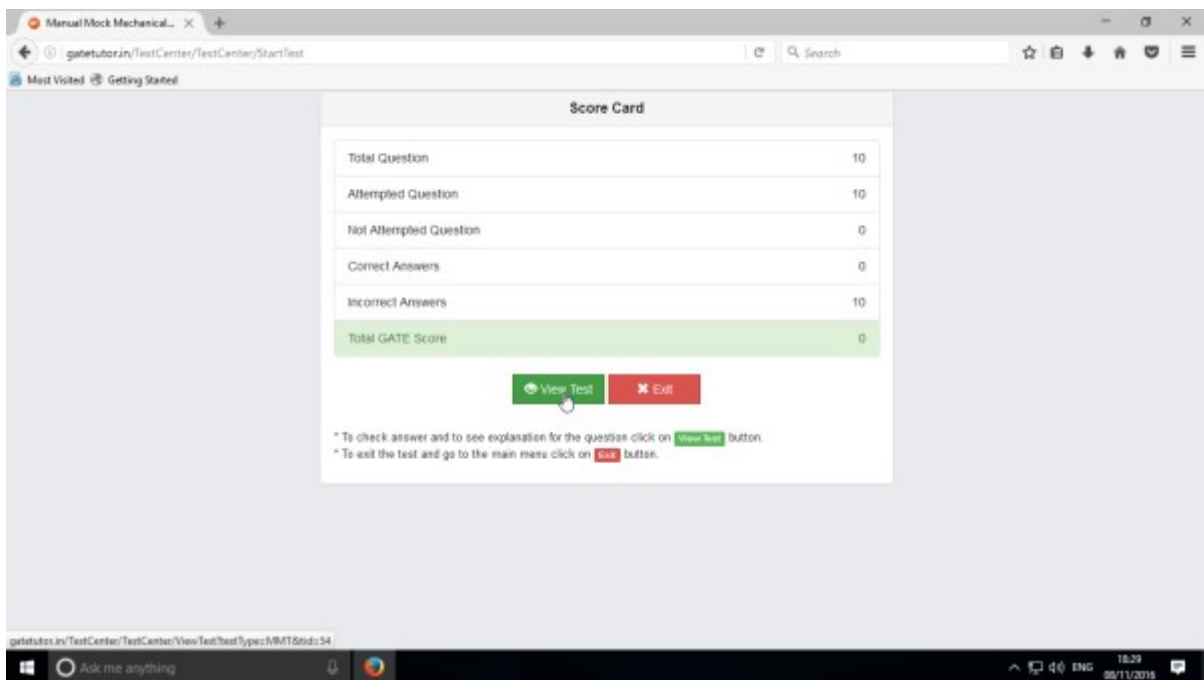 Manual Mock Mechanical...
gatetutor.in/TestCenter/TestCenter/StartTest
Search
Most Visited Getting Started
Score Card
Total Question 10
Attempted Question 10
Not Attempted Question 0
Correct Answers 0
Incorrect Answers 10
Total GATE Score 0
View Test Exit
* To check answer and to see explanation for the question click on View Test button.
* To exit the test and go to the main menu click on Exit button.
gatetutor.in/TestCenter/TestCenter/ViewTest?testType=MMT&tid=54
Ask me anything
ENG
18:29
08/11/2016